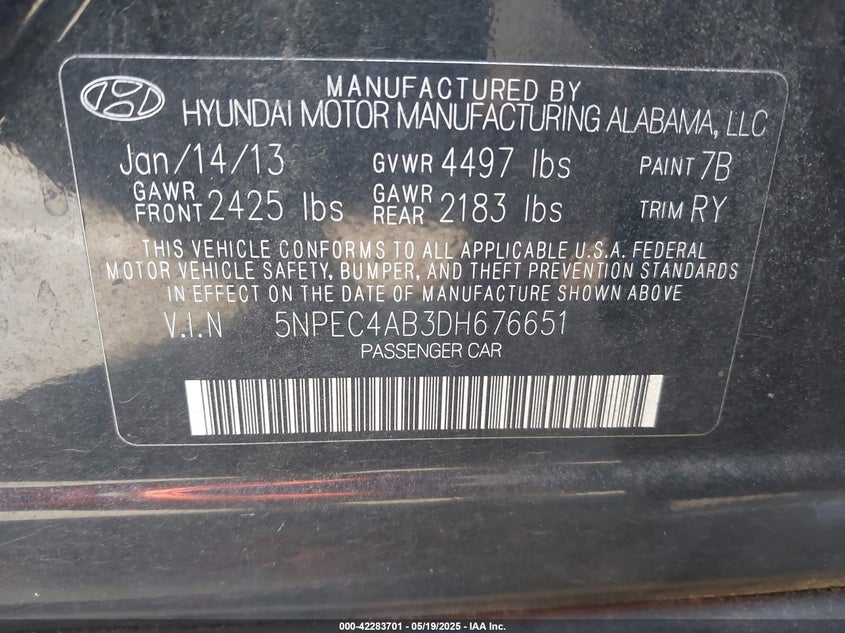 MANUFACTURED BY
HYUNDAI MOTOR MANUFACTURING ALABAMA, LLC
Jan/14/13 GVWR 4497 lbs PAINT 7B
GAWR FRONT 2425 lbs GAWR REAR 2183 lbs TRIM RY
THIS VEHICLE CONFORMS TO ALL APPLICABLE U.S.A. FEDERAL
MOTOR VEHICLE SAFETY, BUMPER, AND THEFT PREVENTION STANDARDS
IN EFFECT ON THE DATE OF MANUFACTURE SHOWN ABOVE
V.I.N 5NPEC4AB3DH676651
PASSENGER CAR
000-42283701 - 05/19/2025 - IAA Inc.